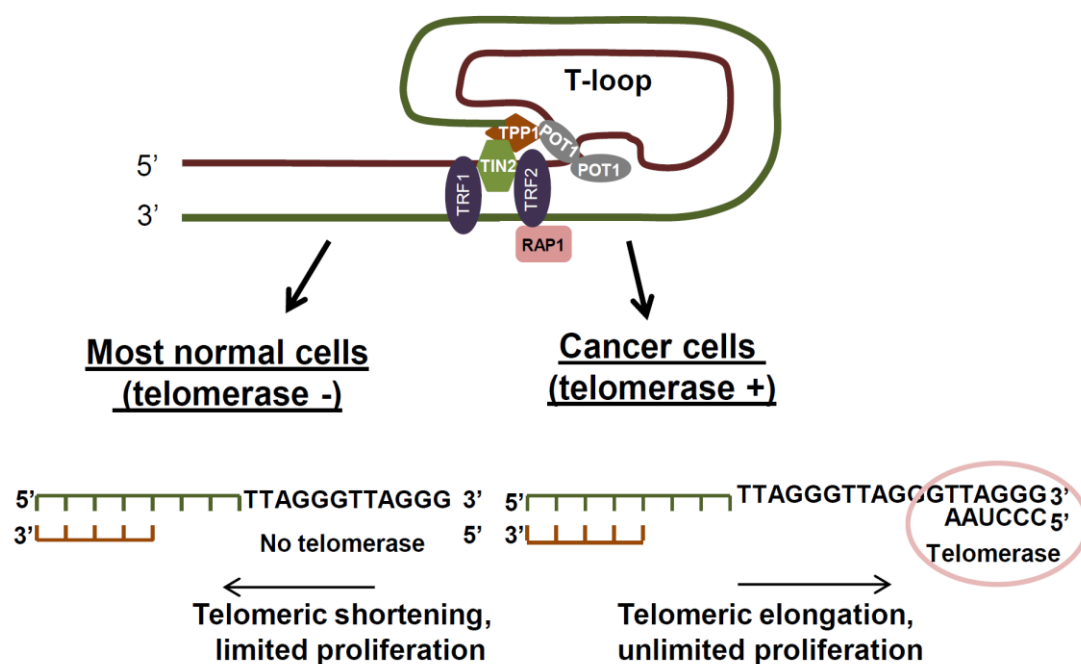 T-loop
TPP1
POT1
5’
TIN2
POT1
TRF1
TRF2
3’
RAP1
Most normal cells
(telomerase -)
Cancer cells
(telomerase +)
5’ TTAGGGTTAGGG 3’
3’ No telomerase 5’
Telomeric shortening,
limited proliferation
5’ TTAGGGTTAGGGTTAGGG 3’
3’ AAUCCC 5’
Telomerase
Telomeric elongation,
unlimited proliferation